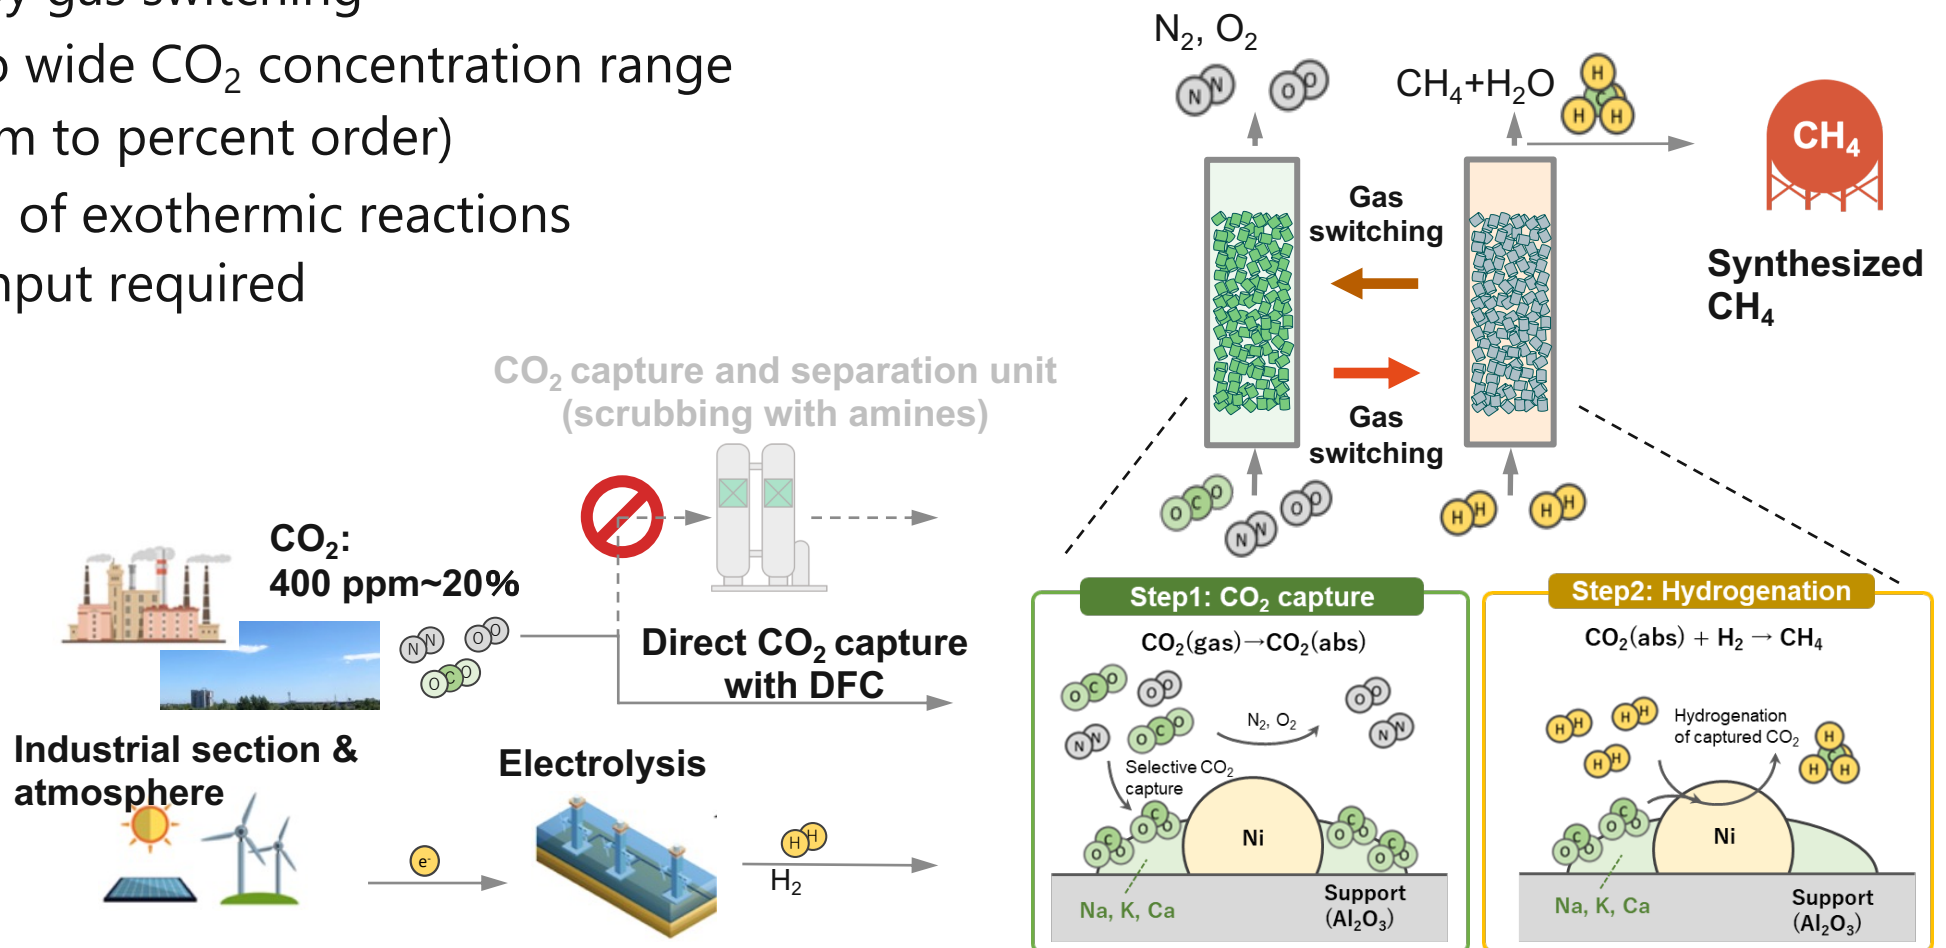 gas switching
wide CO₂ concentration range
to percent order)
of exothermic reactions
required
N₂, O₂
N N
O O
CH₄+H₂O
H
C
H H
CH₄
Gas
switching
Gas
switching
Synthesized
CH₄
O C O
N N
O O
H H
H H
CO₂ capture and separation unit
(scrubbing with amines)
CO₂:
400 ppm~20%
N N
O O
O C O
Direct CO₂ capture
with DFC
Industrial section &
atmosphere
e⁻
Electrolysis
H H
H₂
Step1: CO₂ capture
CO₂(gas)→CO₂(abs)
O C O
O O
N N
O C O
N₂, O₂
O O
N N
Selective CO₂
capture
C
O O
C
O O
Ni
C
O O
C
O O
Na, K, Ca
Support
(Al₂O₃)
Step2: Hydrogenation
CO₂(abs) + H₂ → CH₄
H H
H H
H H
Hydrogenation
of captured CO₂
H
C
H H
C
O O
C
O O
Ni
Na, K, Ca
Support
(Al₂O₃)